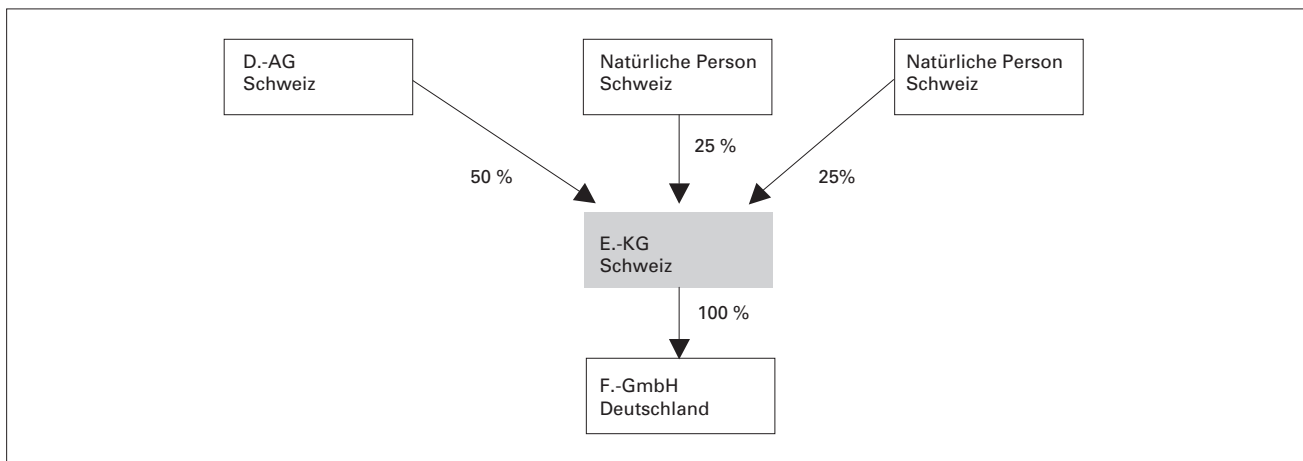 D.-AG
Schweiz
Natürliche Person
Schweiz
Natürliche Person
Schweiz
50 %
25 %
25%
E.-KG
Schweiz
100 %
F.-GmbH
Deutschland